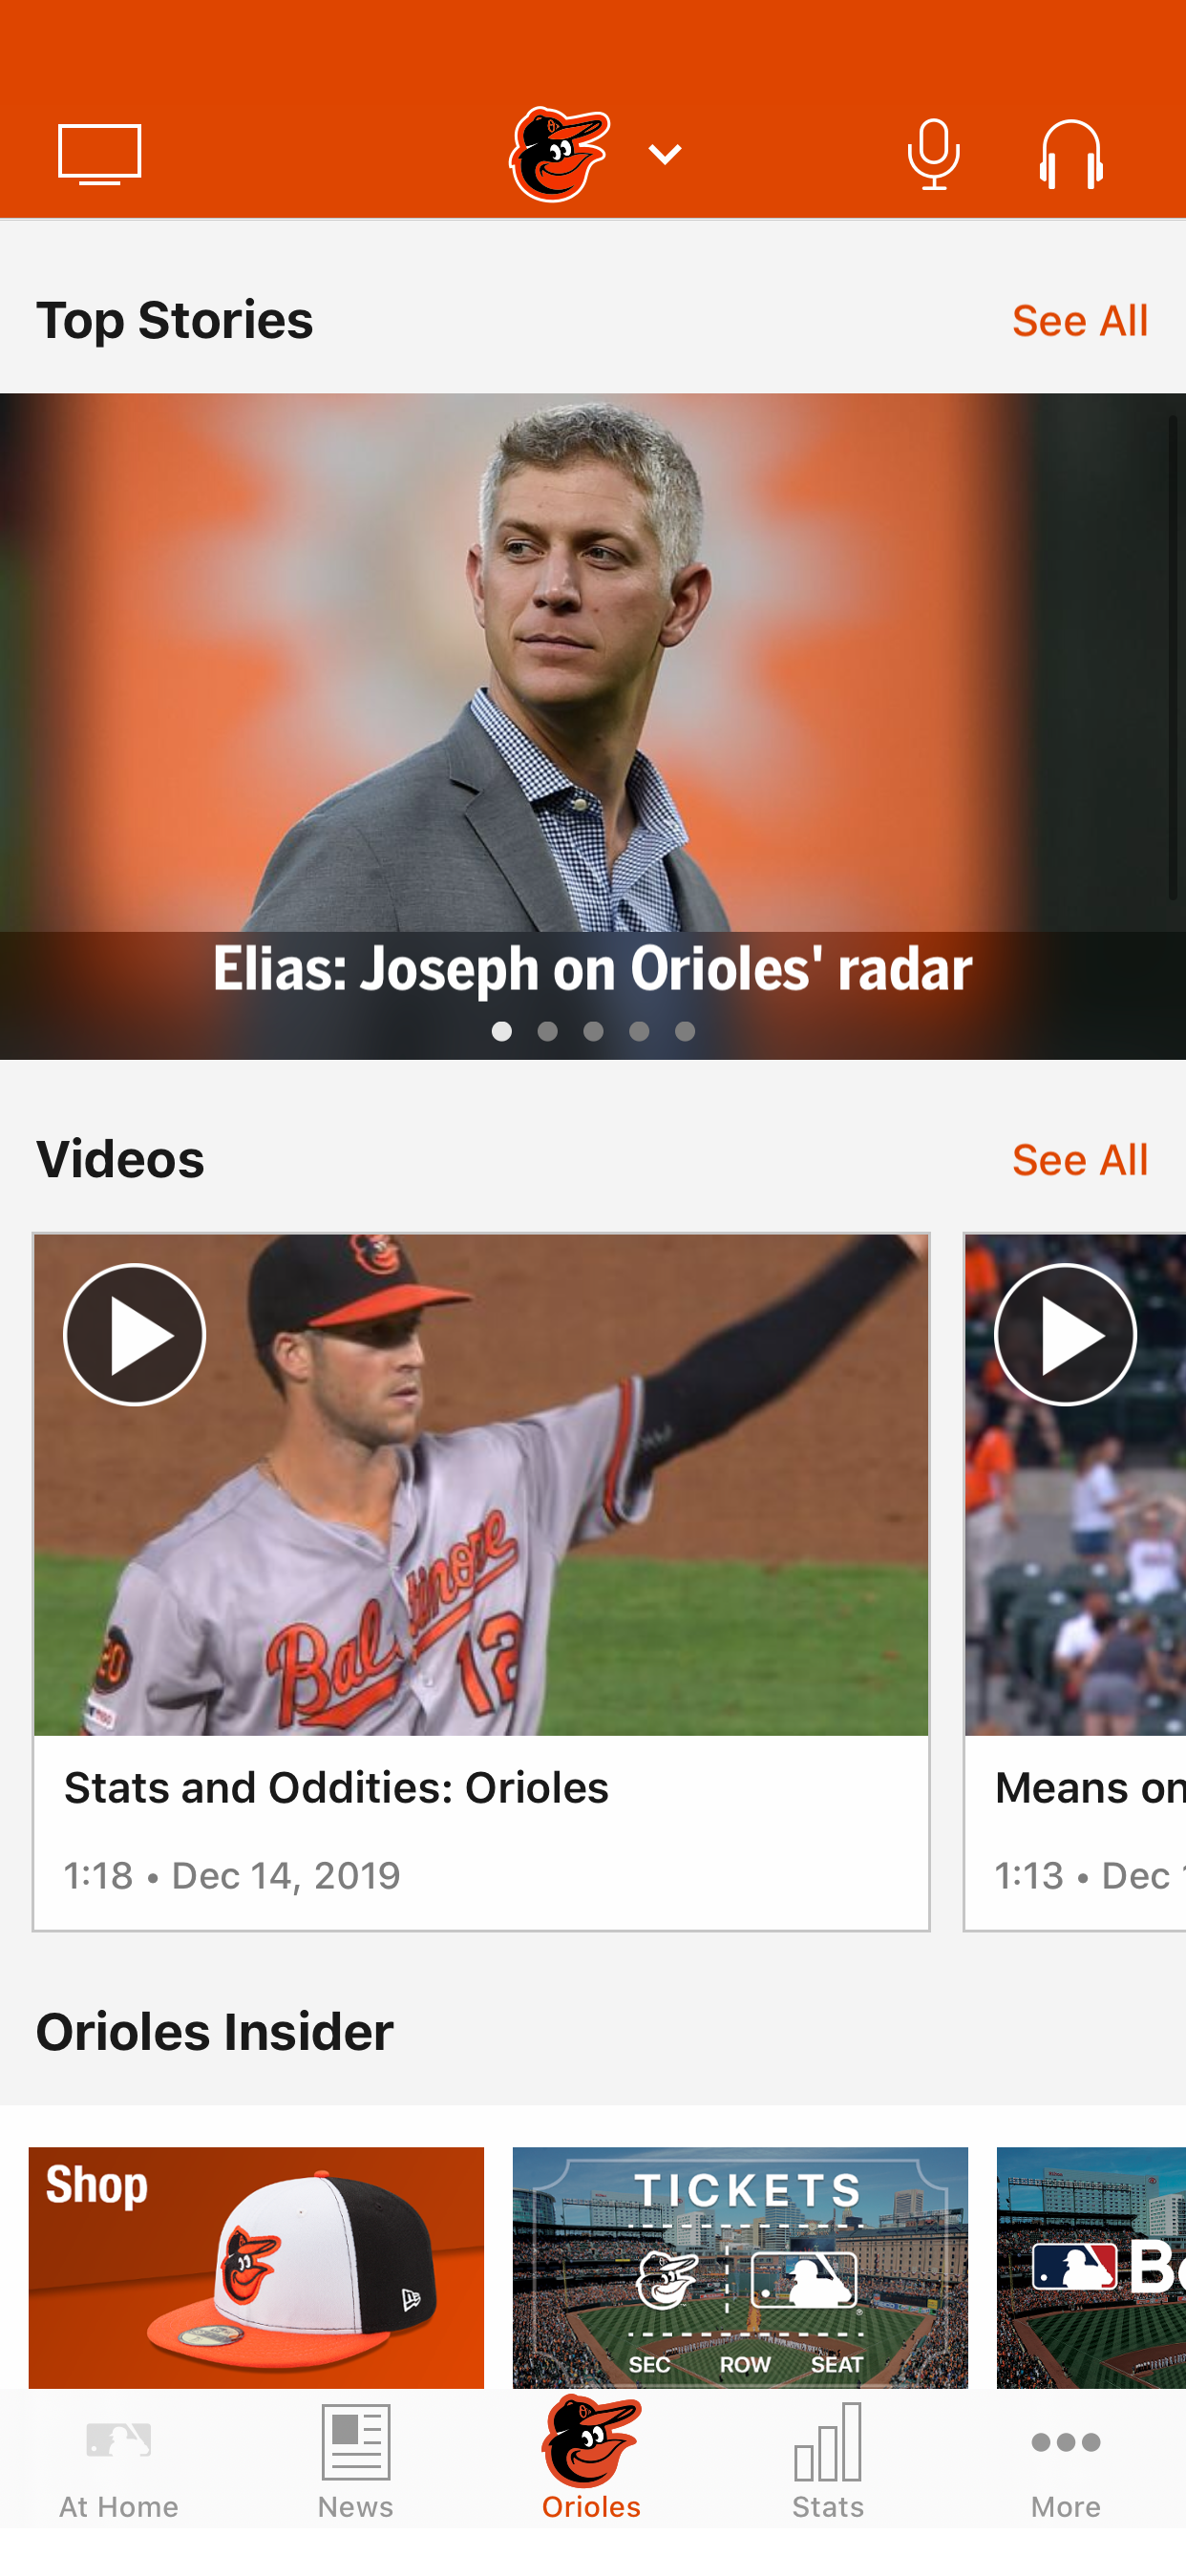 Top Stories
See All
Elias: Joseph on Orioles' radar
Videos
See All
Baltimore
12
Stats and Oddities: Orioles
1:18 • Dec 14, 2019
Means on
1:13 • Dec
Orioles Insider
Shop
TICKETS
SEC ROW SEAT
At Home
News
Orioles
Stats
More